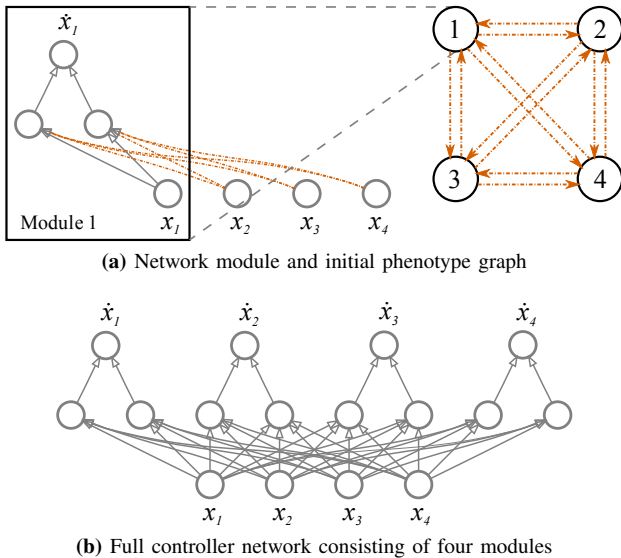 ẋ₁ 1 2
3 4
Module 1 x₁ x₂ x₃ x₄
(a) Network module and initial phenotype graph
ẋ₁ ẋ₂ ẋ₃ ẋ₄
x₁ x₂ x₃ x₄
(b) Full controller network consisting of four modules